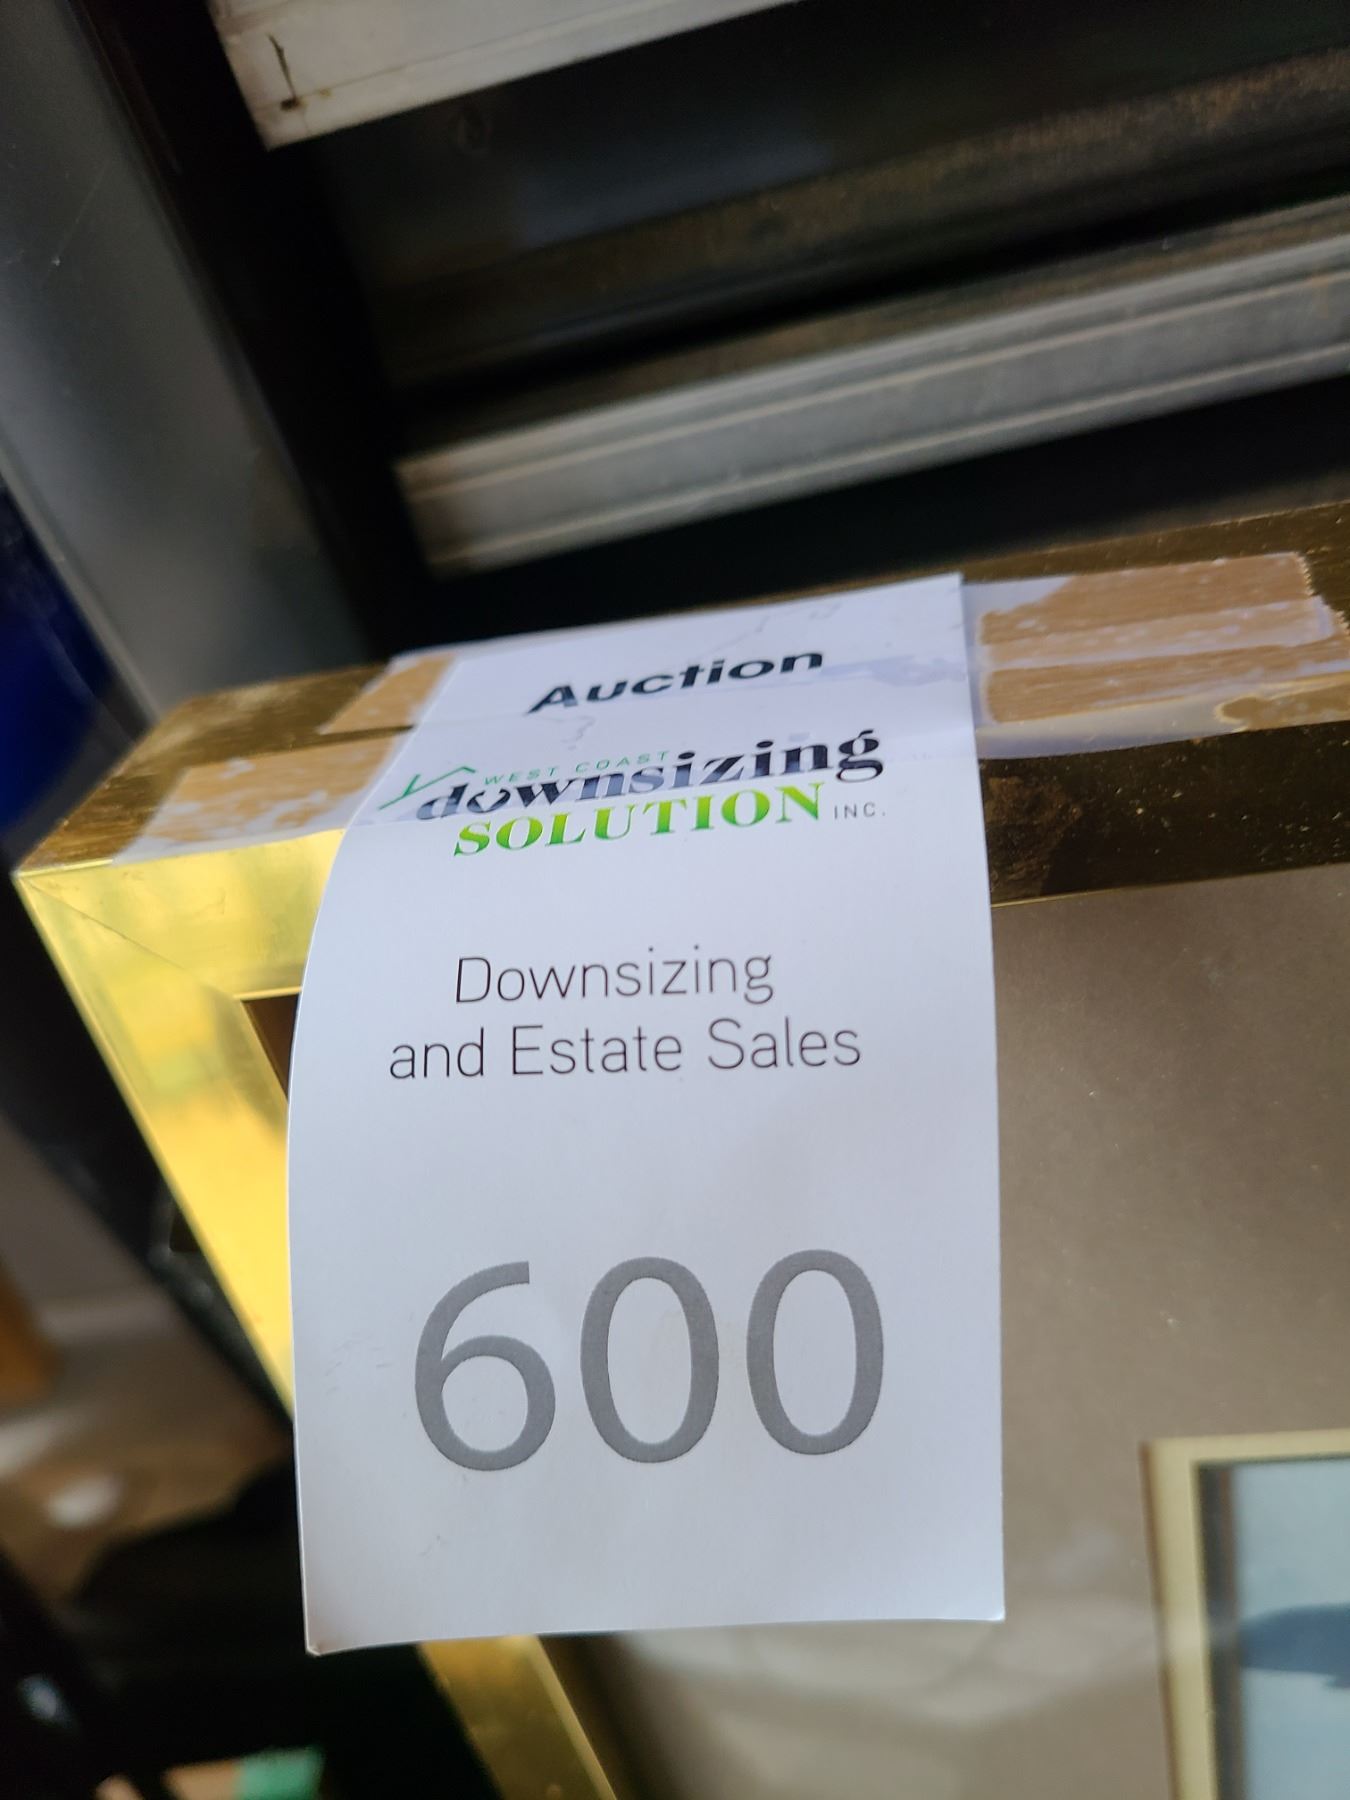 Auction
WEST COAST
downsizing
SOLUTION INC.
Downsizing
and Estate Sales
600